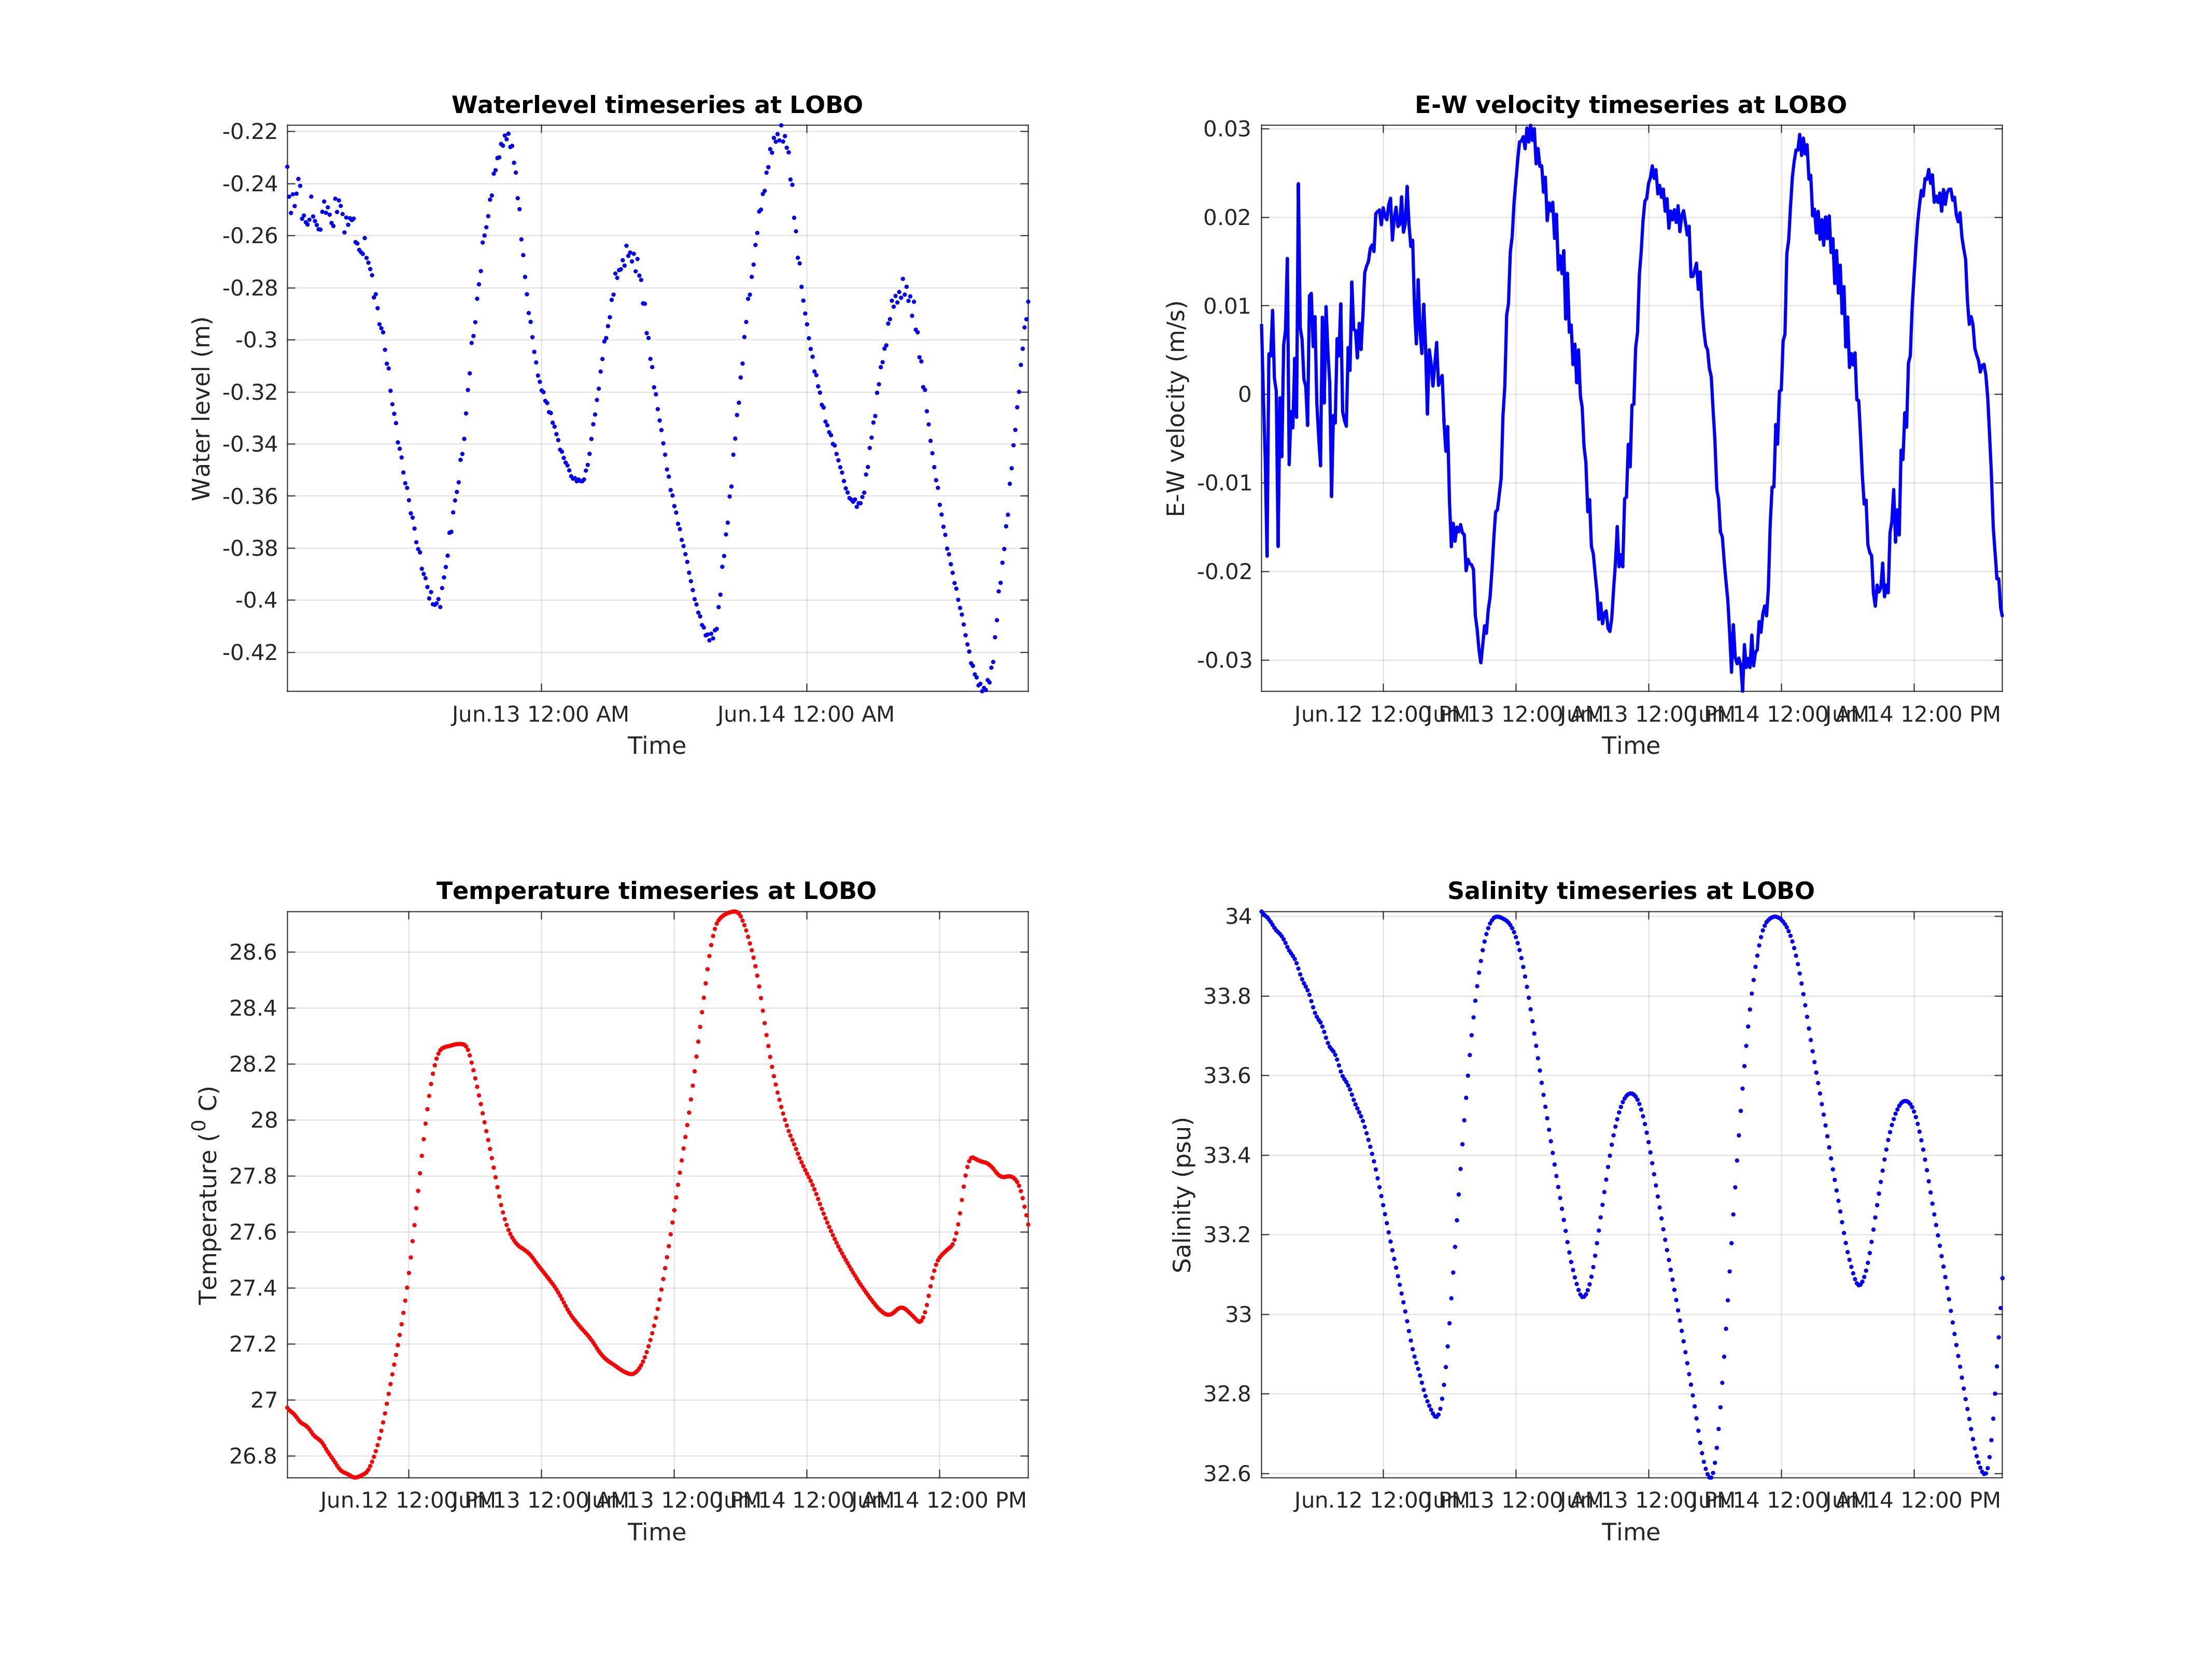 Waterlevel timeseries at LOBO
-0.22
-0.24
-0.26
-0.28
-0.3
-0.32
-0.34
-0.36
-0.38
-0.4
-0.42
Water level (m)
Jun.13 12:00 AM Jun.14 12:00 AM
Time
E-W velocity timeseries at LOBO
0.03
0.02
0.01
0
-0.01
-0.02
-0.03
E-W velocity (m/s)
Jun.12 12:00 PM Jun.13 12:00 AM Jun.13 12:00 PM Jun.14 12:00 AM Jun.14 12:00 PM
Time
Temperature timeseries at LOBO
28.6
28.4
28.2
28
27.8
27.6
27.4
27.2
27
26.8
Temperature (⁰ C)
Jun.12 12:00 PM Jun.13 12:00 AM Jun.13 12:00 PM Jun.14 12:00 AM Jun.14 12:00 PM
Time
Salinity timeseries at LOBO
34
33.8
33.6
33.4
33.2
33
32.8
32.6
Salinity (psu)
Jun.12 12:00 PM Jun.13 12:00 AM Jun.13 12:00 PM Jun.14 12:00 AM Jun.14 12:00 PM
Time